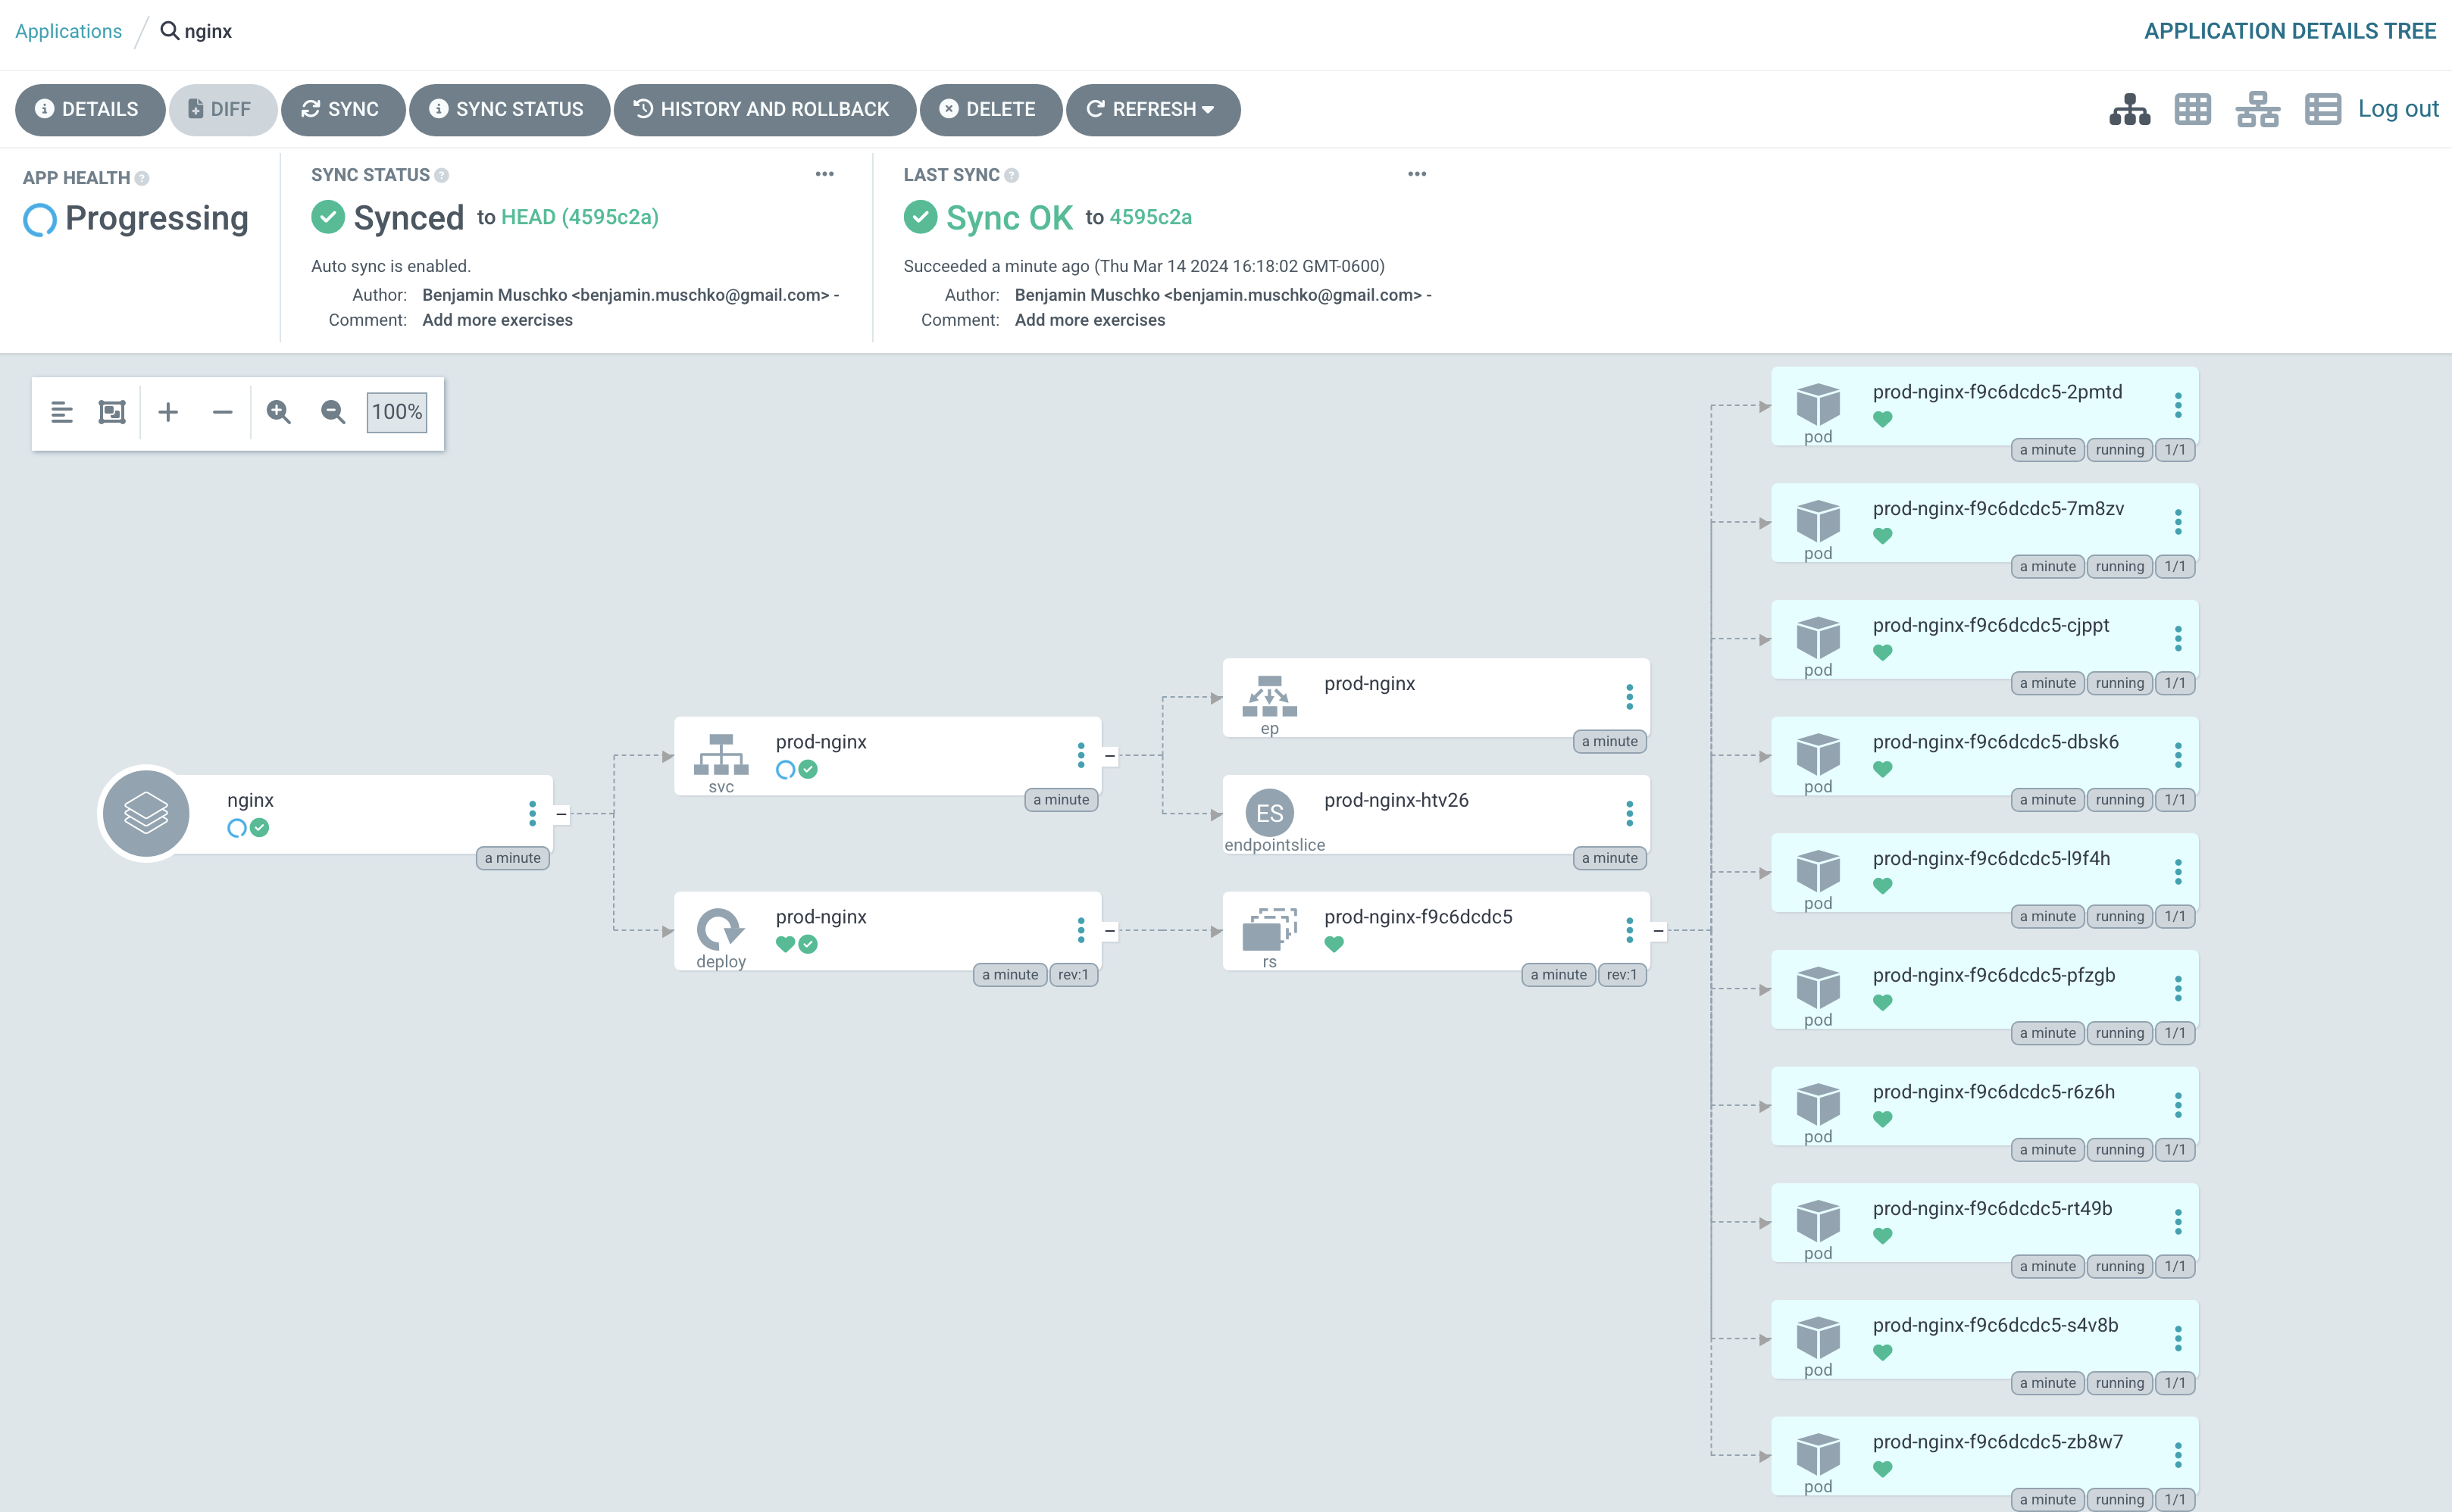 Applications / nginx
APPLICATION DETAILS TREE
DETAILS DIFF SYNC SYNC STATUS HISTORY AND ROLLBACK DELETE REFRESH
Log out
APP HEALTH
Progressing
SYNC STATUS
Synced to HEAD (4595c2a)
Auto sync is enabled.
Author: Benjamin Muschko <benjamin.muschko@gmail.com> -
Comment: Add more exercises
LAST SYNC
Sync OK to 4595c2a
Succeeded a minute ago (Thu Mar 14 2024 16:18:02 GMT-0600)
Author: Benjamin Muschko <benjamin.muschko@gmail.com> -
Comment: Add more exercises
100%
nginx
a minute
prod-nginx
svc
a minute
prod-nginx
deploy
a minute rev:1
prod-nginx
ep
a minute
prod-nginx-htv26
ES
endpointslice
a minute
prod-nginx-f9c6dcdc5
rs
a minute rev:1
prod-nginx-f9c6dcdc5-2pmtd
pod
a minute running 1/1
prod-nginx-f9c6dcdc5-7m8zv
pod
a minute running 1/1
prod-nginx-f9c6dcdc5-cjppt
pod
a minute running 1/1
prod-nginx-f9c6dcdc5-dbsk6
pod
a minute running 1/1
prod-nginx-f9c6dcdc5-l9f4h
pod
a minute running 1/1
prod-nginx-f9c6dcdc5-pfzgb
pod
a minute running 1/1
prod-nginx-f9c6dcdc5-r6z6h
pod
a minute running 1/1
prod-nginx-f9c6dcdc5-rt49b
pod
a minute running 1/1
prod-nginx-f9c6dcdc5-s4v8b
pod
a minute running 1/1
prod-nginx-f9c6dcdc5-zb8w7
pod
a minute running 1/1